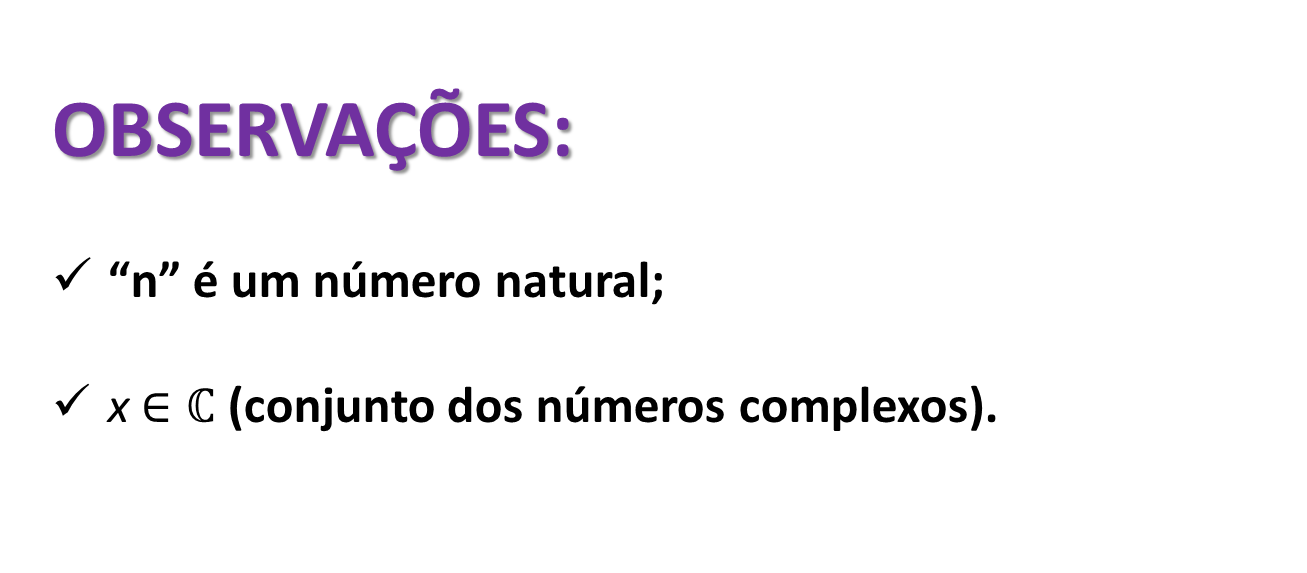 OBSERVAÇÕES:
✓ “n” é um número natural;
✓ x ∈ ℂ (conjunto dos números complexos).